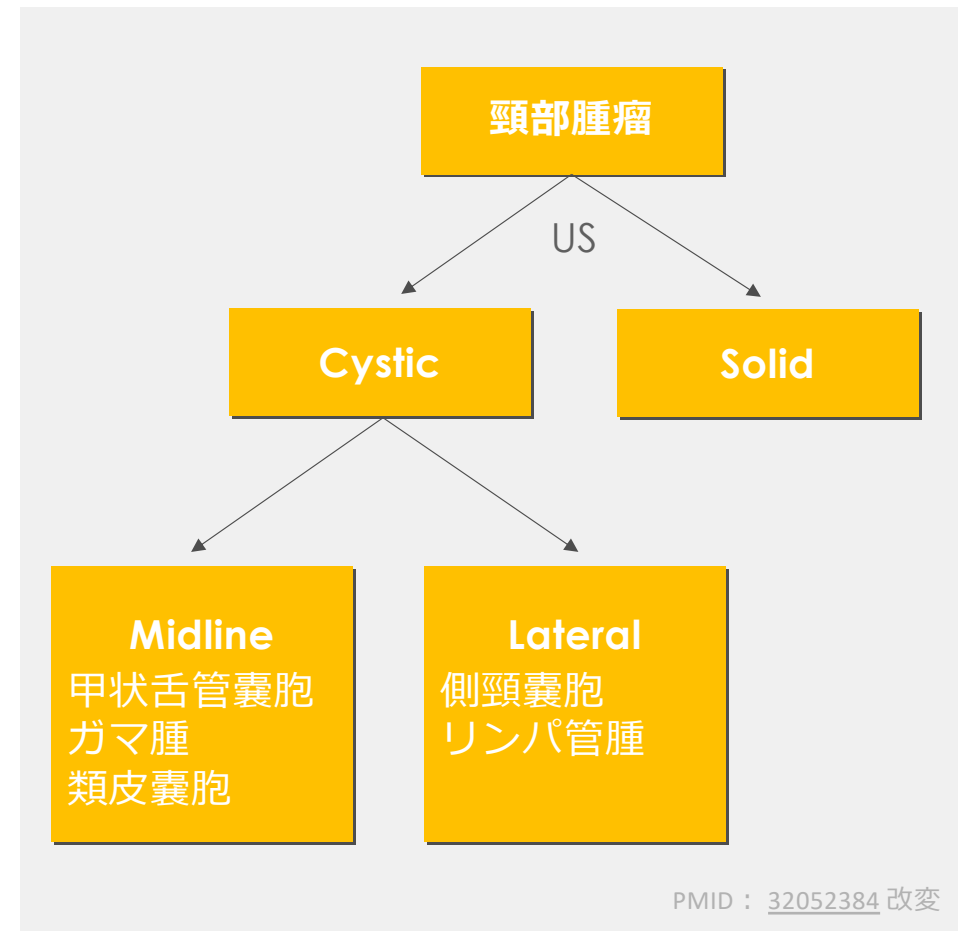 頸部腫瘤
US
Cystic
Solid
Midline
甲状舌管嚢胞
ガマ腫
類皮嚢胞
Lateral
側頸嚢胞
リンパ管腫
PMID： 32052384 改変